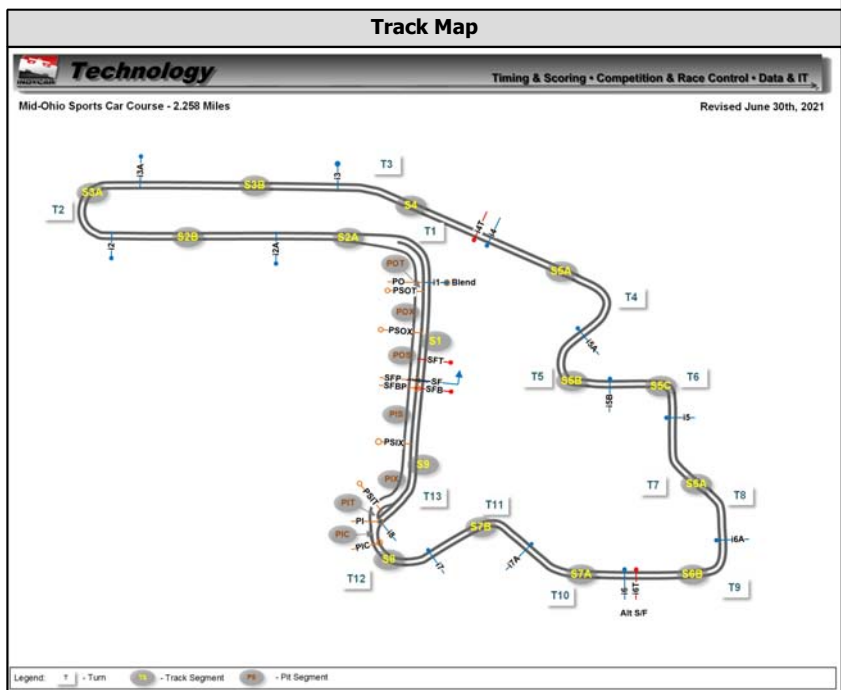 Track Map
INDYCAR
Technology
Timing & Scoring • Competition & Race Control • Data & IT
Mid-Ohio Sports Car Course - 2.258 Miles
Revised June 30th, 2021
i3A
S3B
i3
T3
S3A
S4
T2
T1
i4T
i4
i2
S2B
i2A
S2A
POT
PO
PSOT
i1
Blend
S5A
T4
POX
PSOX
S1
i5A
POS
SFT
SFP
SF
SFBP
SFB
T5
S5B
i5B
S5C
T6
PIS
i5
PSIX
S9
PIX
T13
PSIT
T7
S6A
T8
PIT
PI
i8
T11
S7B
PIC
PIC
i6A
S8
i7
i7A
T12
S7A
i6
i6T
S6B
T9
T10
Alt S/F
Legend:
T
- Turn
TS
- Track Segment
PS
- Pit Segment